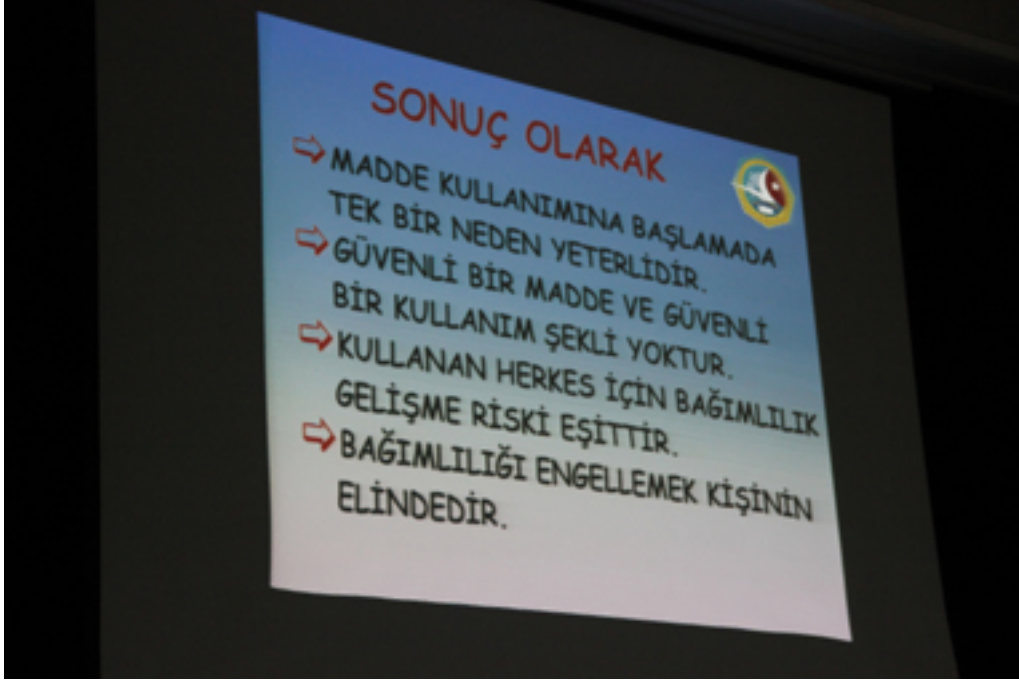 SONUÇ OLARAK
MADDE KULLANIMINA BAŞLAMADA
TEK BİR NEDEN YETERLİDİR.
GÜVENLİ BİR MADDE VE GÜVENLİ
BİR KULLANIM ŞEKLİ YOKTUR.
KULLANAN HERKES İÇİN BAĞIMLILIK
GELİŞME RİSKİ EŞİTTİR.
BAĞIMLILIĞI ENGELLEMEK KİŞİNİN
ELİNDEDİR.